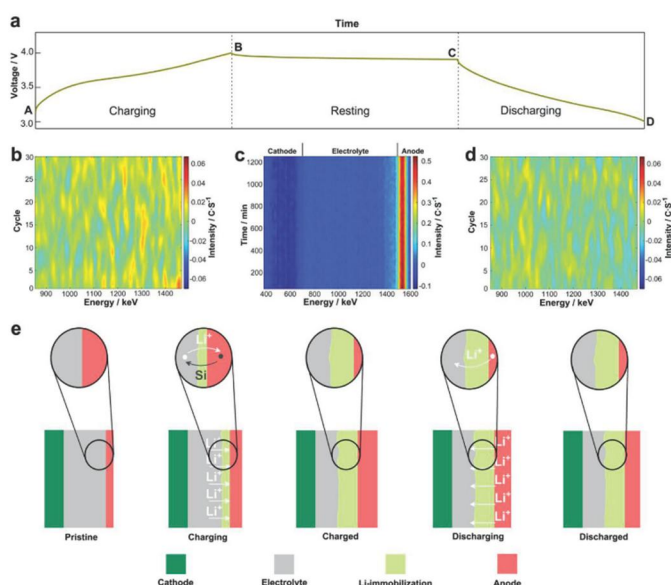 a
Time
4.0
3.5
3.0
Voltage / V
A
B
C
D
Charging
Resting
Discharging
b
30
25
20
15
10
5
0
Cycle
900 1000 1100 1200 1300 1400
Energy / keV
0.06
0.04
0.02
0
-0.02
-0.04
-0.06
Intensity / C·S⁻¹
c
Cathode
Electrolyte
Anode
1200
1000
800
600
400
200
Time / min
400 600 800 1000 1200 1400 1600
Energy / keV
0.5
0.4
0.3
0.2
0.1
0
-0.1
Intensity / C·S⁻¹
d
30
25
20
15
10
5
0
Cycle
900 1000 1100 1200 1300 1400
Energy / keV
0.06
0.04
0.02
0
-0.02
-0.04
-0.06
Intensity / C·S⁻¹
e
Li⁺
Si
Li⁺
Li⁺
Li⁺
Li⁺
Li⁺
Li⁺
Li⁺
Li⁺
Li⁺
Li⁺
Li⁺
Pristine
Charging
Charged
Discharging
Discharged
Cathode
Electrolyte
Li-immobilization
Anode